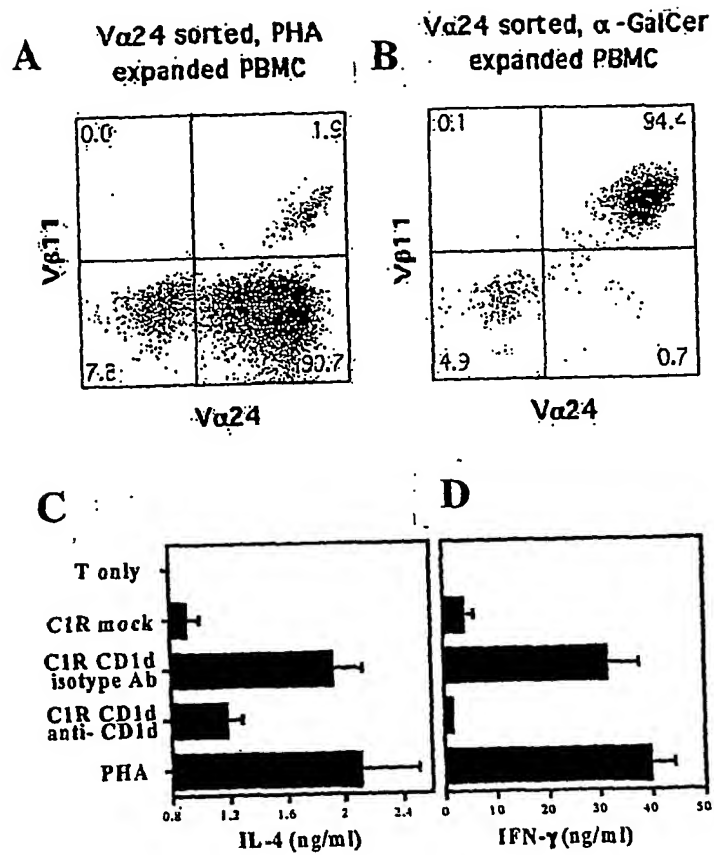 A
Vα24 sorted, PHA
expanded PBMC
B
Vα24 sorted, α-GalCer
expanded PBMC
0.0
1.9
7.8
90.7
Vβ11
Vα24
0.1
94.4
4.9
0.7
Vβ11
Vα24
C
D
T only
C1R mock
C1R CD1d
isotype Ab
C1R CD1d
anti- CD1d
PHA
0.8 1.2 1.6 2 2.4
IL-4 (ng/ml)
0 10 20 30 40 50
IFN-γ (ng/ml)